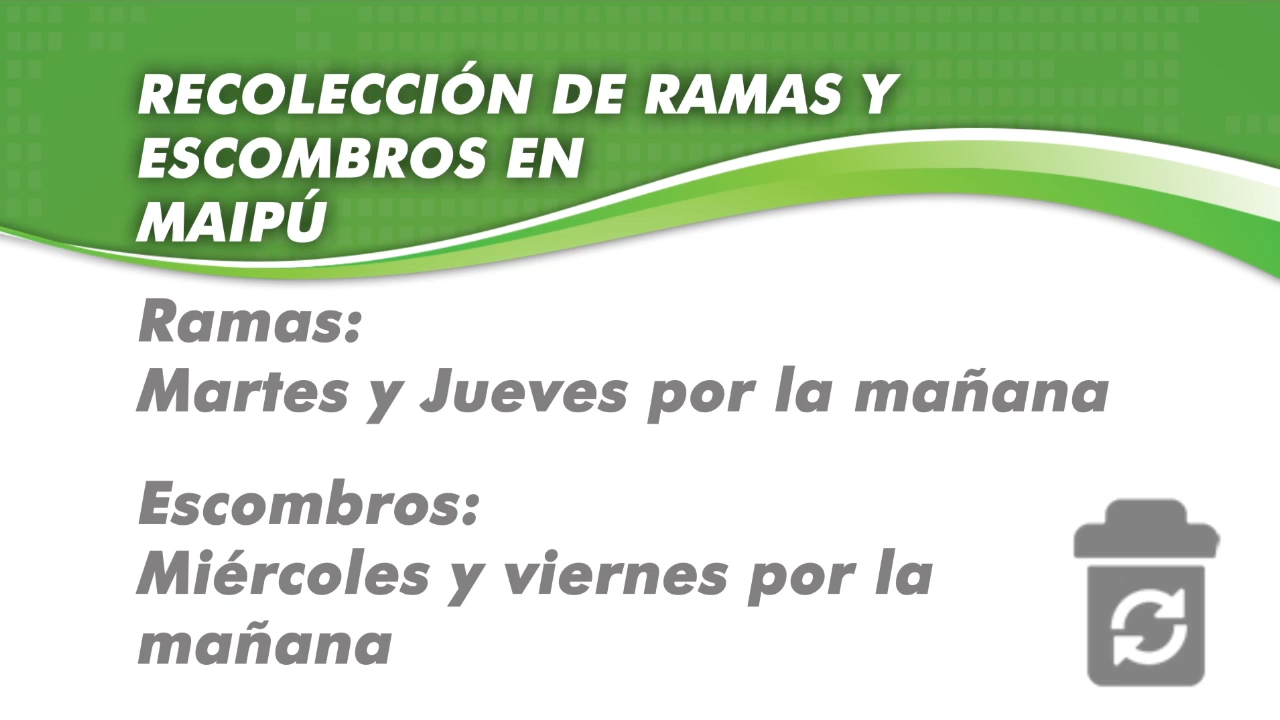 RECOLECCIÓN DE RAMAS Y
ESCOMBROS EN
MAIPÚ
Ramas:
Martes y Jueves por la mañana
Escombros:
Miércoles y viernes por la
mañana